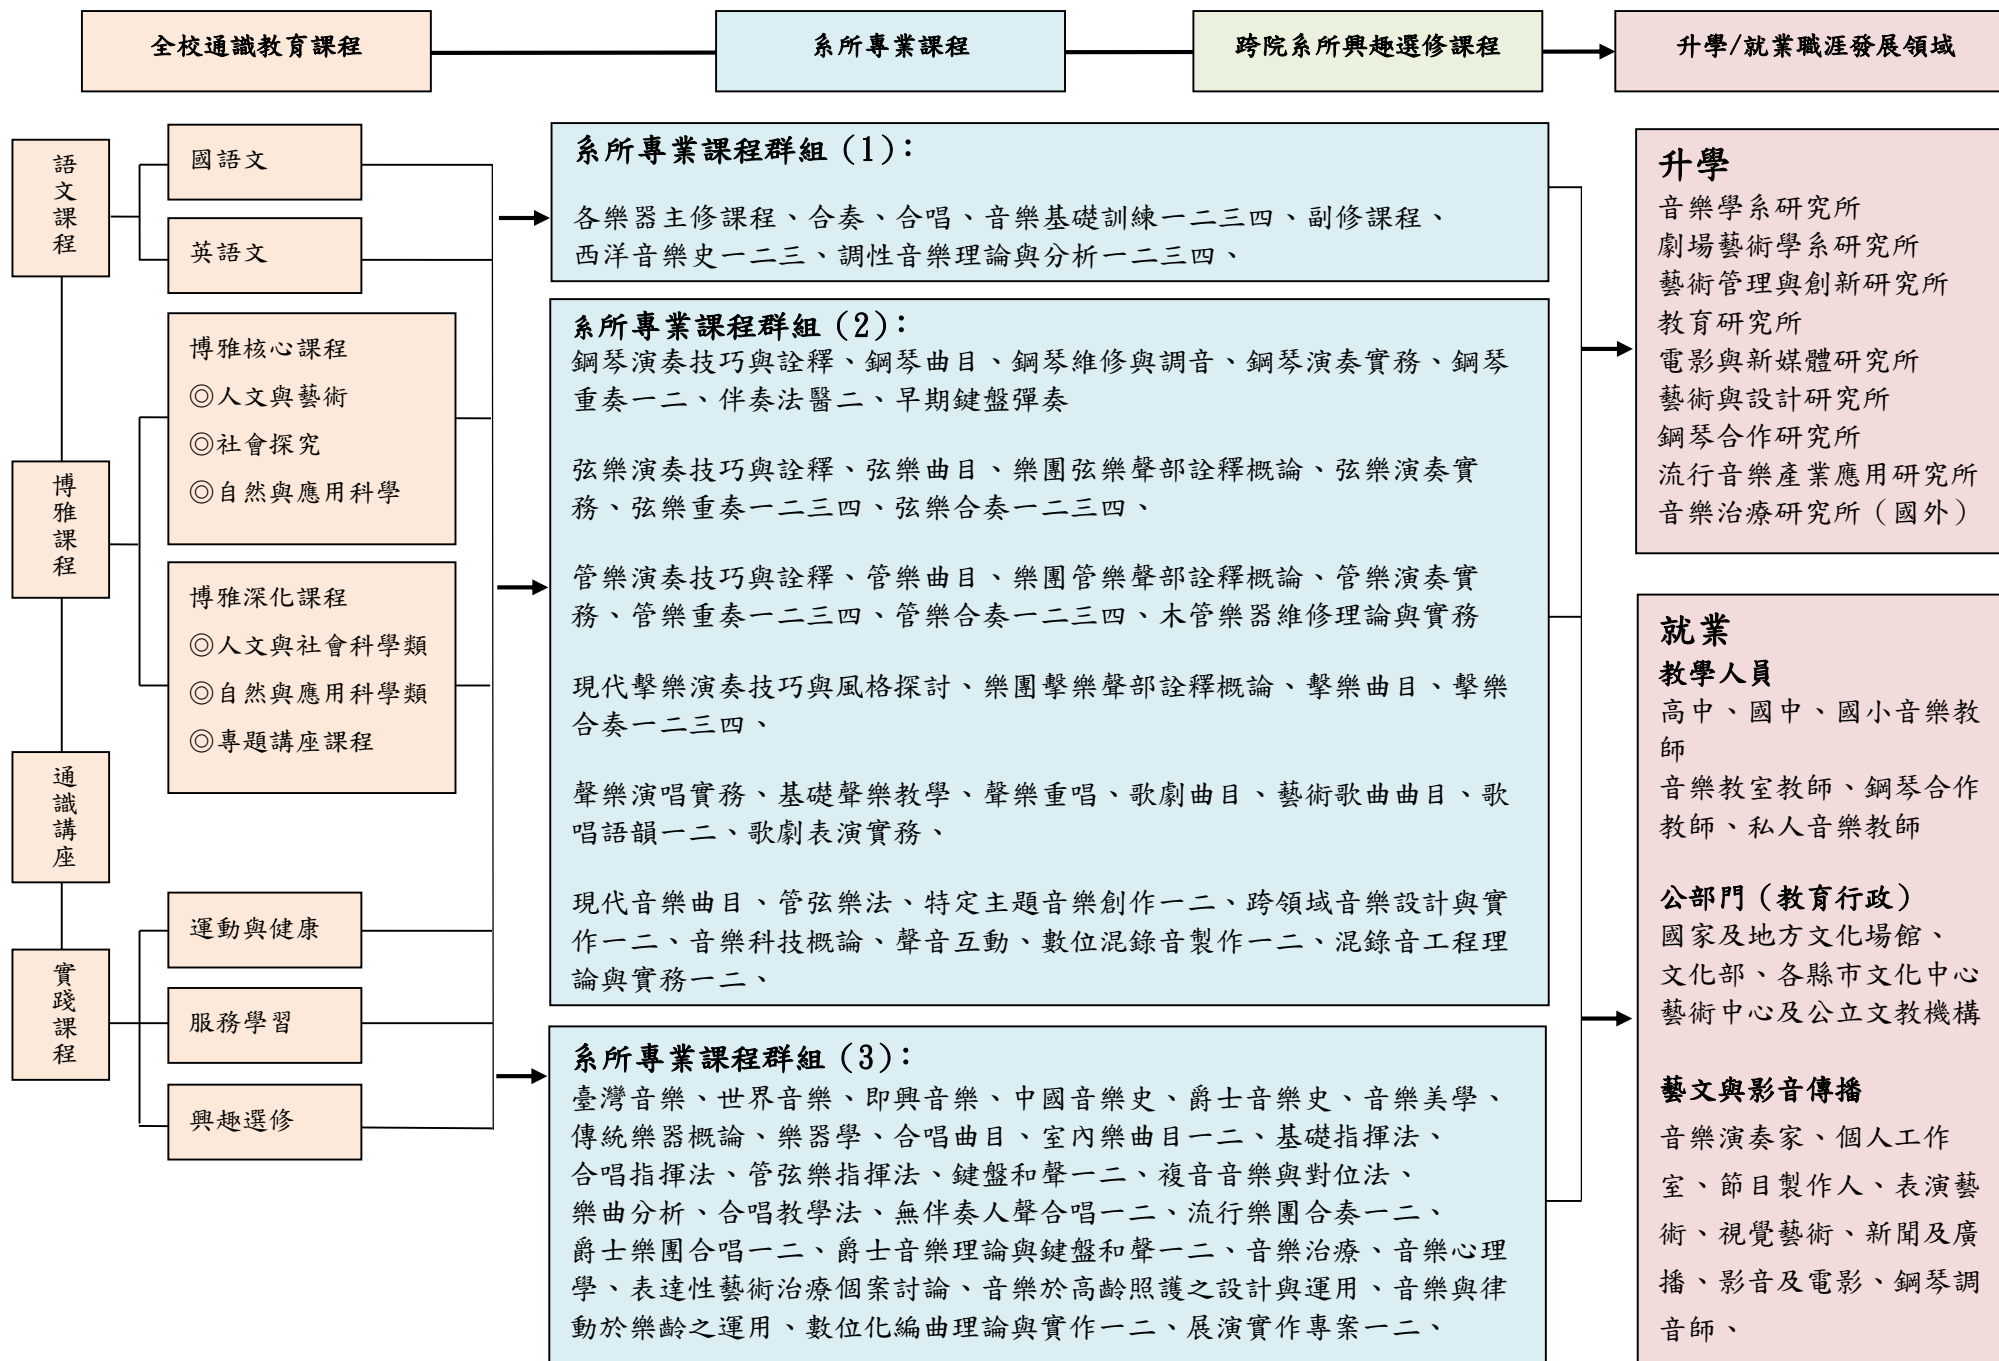 全校通識教育課程
系所專業課程
跨院系所興趣選修課程
升學/就業職涯發展領域
語文課程
國語文
英語文
博雅課程
博雅核心課程
◎人文與藝術
◎社會探究
◎自然與應用科學
博雅深化課程
◎人文與社會科學類
◎自然與應用科學類
◎專題講座課程
通識講座
實踐課程
運動與健康
服務學習
興趣選修
系所專業課程群組(1)：
各樂器主修課程、合奏、合唱、音樂基礎訓練一二三四、副修課程、
西洋音樂史一二三、調性音樂理論與分析一二三四、
系所專業課程群組(2)：
鋼琴演奏技巧與詮釋、鋼琴曲目、鋼琴維修與調音、鋼琴演奏實務、鋼琴
重奏一二、伴奏法醫二、早期鍵盤彈奏
弦樂演奏技巧與詮釋、弦樂曲目、樂團弦樂聲部詮釋概論、弦樂演奏實
務、弦樂重奏一二三四、弦樂合奏一二三四、
管樂演奏技巧與詮釋、管樂曲目、樂團管樂聲部詮釋概論、管樂演奏實
務、管樂重奏一二三四、管樂合奏一二三四、木管樂器維修理論與實務
現代擊樂演奏技巧與風格探討、樂團擊樂聲部詮釋概論、擊樂曲目、擊樂
合奏一二三四、
聲樂演唱實務、基礎聲樂教學、聲樂重唱、歌劇曲目、藝術歌曲曲目、歌
唱語韻一二、歌劇表演實務、
現代音樂曲目、管弦樂法、特定主題音樂創作一二、跨領域音樂設計與實
作一二、音樂科技概論、聲音互動、數位混錄音製作一二、混錄音工程理
論與實務一二、
系所專業課程群組(3)：
臺灣音樂、世界音樂、即興音樂、中國音樂史、爵士音樂史、音樂美學、
傳統樂器概論、樂器學、合唱曲目、室內樂曲目一二、基礎指揮法、
合唱指揮法、管弦樂指揮法、鍵盤和聲一二、複音音樂與對位法、
樂曲分析、合唱教學法、無伴奏人聲合唱一二、流行樂團合奏一二、
爵士樂團合唱一二、爵士音樂理論與鍵盤和聲一二、音樂治療、音樂心理
學、表達性藝術治療個案討論、音樂於高齡照護之設計與運用、音樂與律
動於樂齡之運用、數位化編曲理論與實作一二、展演實作專案一二、
升學
音樂學系研究所
劇場藝術學系研究所
藝術管理與創新研究所
教育研究所
電影與新媒體研究所
藝術與設計研究所
鋼琴合作研究所
流行音樂產業應用研究所
音樂治療研究所（國外）
就業
教學人員
高中、國中、國小音樂教
師
音樂教室教師、鋼琴合作
教師、私人音樂教師
公部門（教育行政）
國家及地方文化場館、
文化部、各縣市文化中心
藝術中心及公立文教機構
藝文與影音傳播
音樂演奏家、個人工作
室、節目製作人、表演藝
術、視覺藝術、新聞及廣
播、影音及電影、鋼琴調
音師、